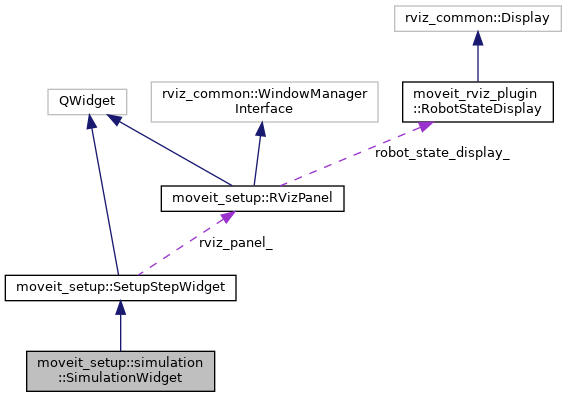 rviz_common::Display
QWidget
rviz_common::WindowManager
Interface
moveit_rviz_plugin
::RobotStateDisplay
robot_state_display_
moveit_setup::RVizPanel
rviz_panel_
moveit_setup::SetupStepWidget
moveit_setup::simulation
::SimulationWidget